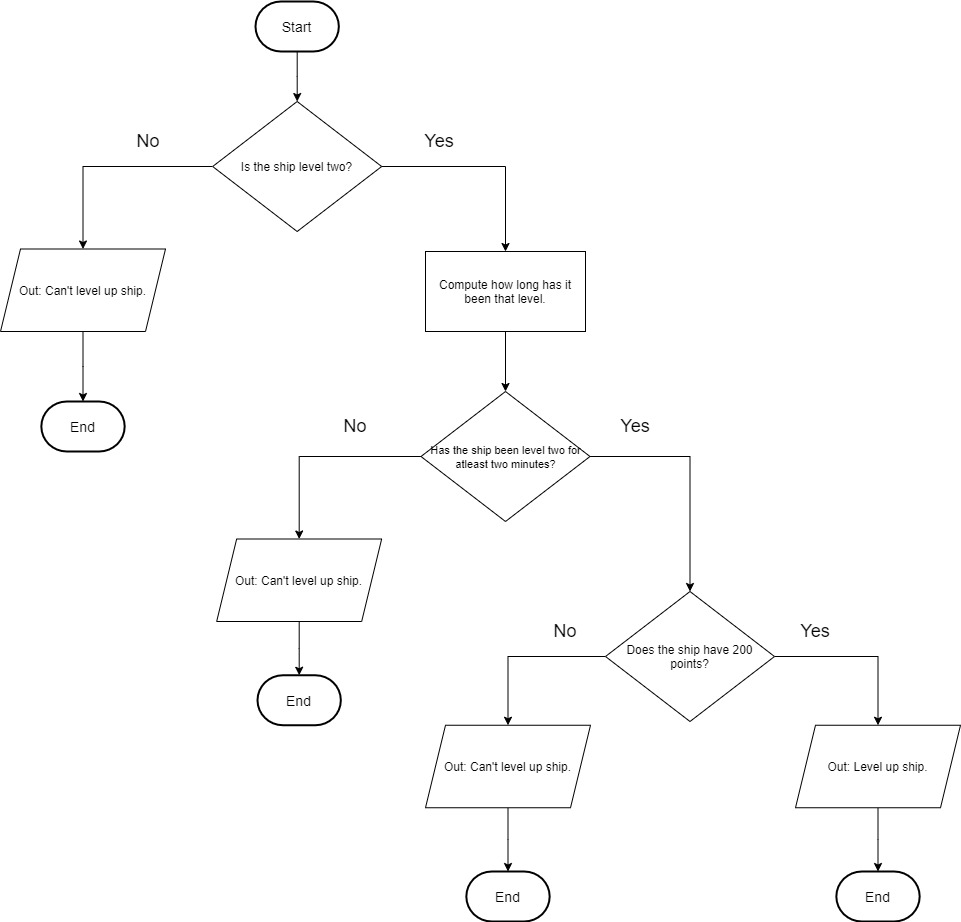 Start
No
Yes
Is the ship level two?
Out: Can't level up ship.
Compute how long has it
been that level.
End
No
Yes
Has the ship been level two for
atleast two minutes?
Out: Can't level up ship.
No
Yes
Does the ship have 200
points?
End
Out: Can't level up ship.
Out: Level up ship.
End
End